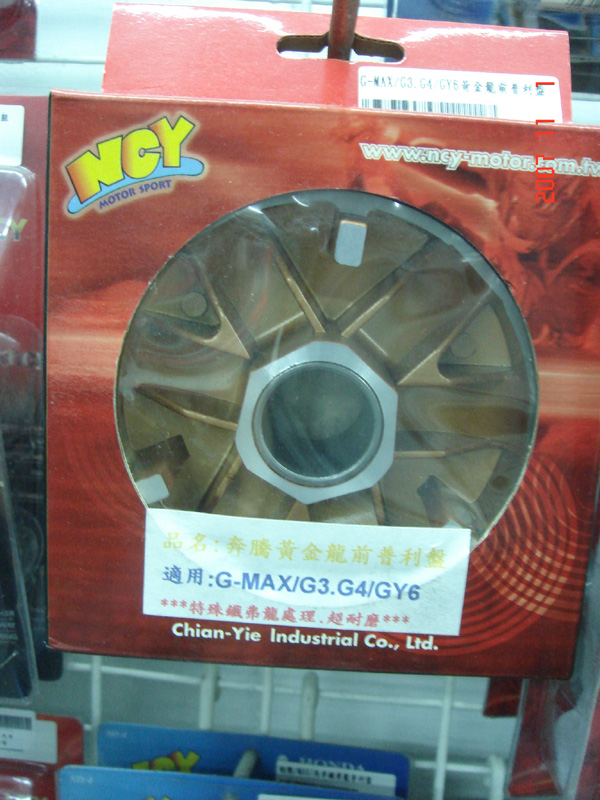 G-MAX/G3.G4/GY6黃金龍前普利盤
NCY
MOTOR SPORT
www.ncy-motor.com.tw
品名:奔騰黃金龍前普利盤
適用:G-MAX/G3.G4/GY6
***特殊鐵弗龍處理.超耐磨***
Chian-Yie Industrial Co., Ltd.
HONDA